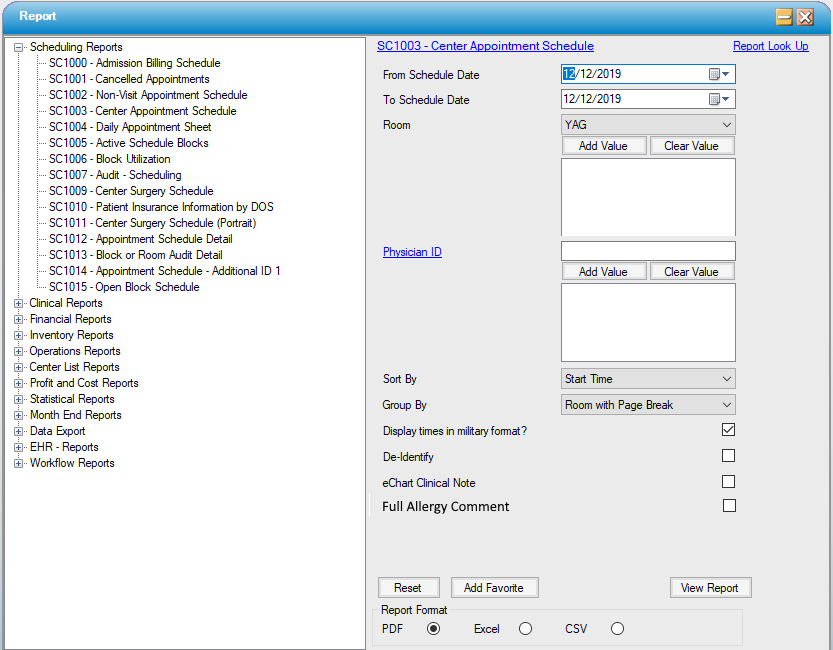 Report
Scheduling Reports
SC1000 - Admission Billing Schedule
SC1001 - Cancelled Appointments
SC1002 - Non-Visit Appointment Schedule
SC1003 - Center Appointment Schedule
SC1004 - Daily Appointment Sheet
SC1005 - Active Schedule Blocks
SC1006 - Block Utilization
SC1007 - Audit - Scheduling
SC1009 - Center Surgery Schedule
SC1010 - Patient Insurance Information by DOS
SC1011 - Center Surgery Schedule (Portrait)
SC1012 - Appointment Schedule Detail
SC1013 - Block or Room Audit Detail
SC1014 - Appointment Schedule - Additional ID 1
SC1015 - Open Block Schedule
Clinical Reports
Financial Reports
Inventory Reports
Operations Reports
Center List Reports
Profit and Cost Reports
Statistical Reports
Month End Reports
Data Export
EHR - Reports
Workflow Reports
SC1003 - Center Appointment Schedule Report Look Up
From Schedule Date 12/12/2019
To Schedule Date 12/12/2019
Room YAG
Add Value Clear Value
Physician ID
Add Value Clear Value
Sort By Start Time
Group By Room with Page Break
Display times in military format?
De-Identify
eChart Clinical Note
Full Allergy Comment
Reset Add Favorite View Report
Report Format
PDF Excel CSV